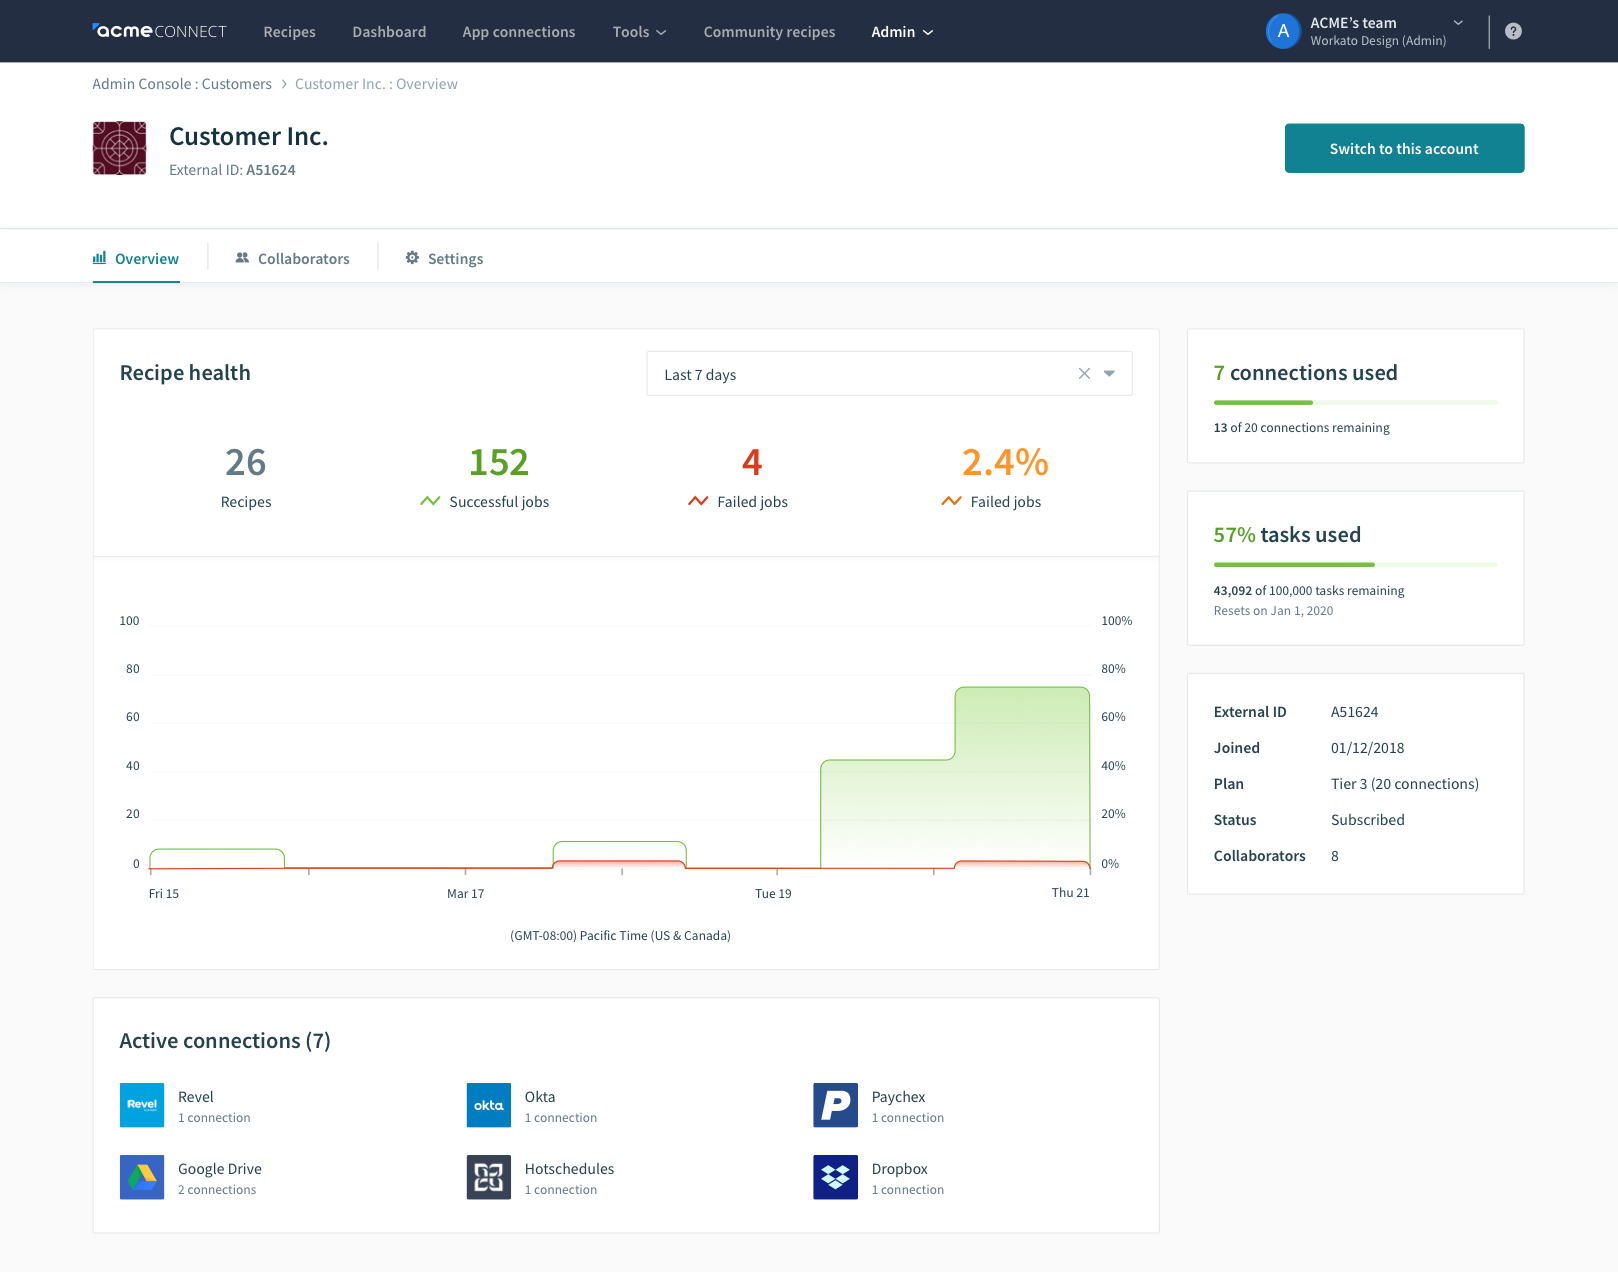 acmeCONNECT Recipes Dashboard App connections Tools Community recipes Admin A ACME's team ?
Workato Design (Admin)
Admin Console : Customers > Customer Inc. : Overview
Customer Inc.
External ID: A51624
Switch to this account
Overview Collaborators Settings
Recipe health
Last 7 days
26 152 4 2.4%
Recipes Successful jobs Failed jobs Failed jobs
100 100%
80 80%
60 60%
40 40%
20 20%
0 0%
Fri 15 Mar 17 Tue 19 Thu 21
(GMT-08:00) Pacific Time (US & Canada)
7 connections used
13 of 20 connections remaining
57% tasks used
43,092 of 100,000 tasks remaining
Resets on Jan 1, 2020
External ID A51624
Joined 01/12/2018
Plan Tier 3 (20 connections)
Status Subscribed
Collaborators 8
Active connections (7)
Revel Revel
1 connection
okta Okta
1 connection
Paychex
1 connection
Google Drive
2 connections
Hotschedules
1 connection
Dropbox
1 connection